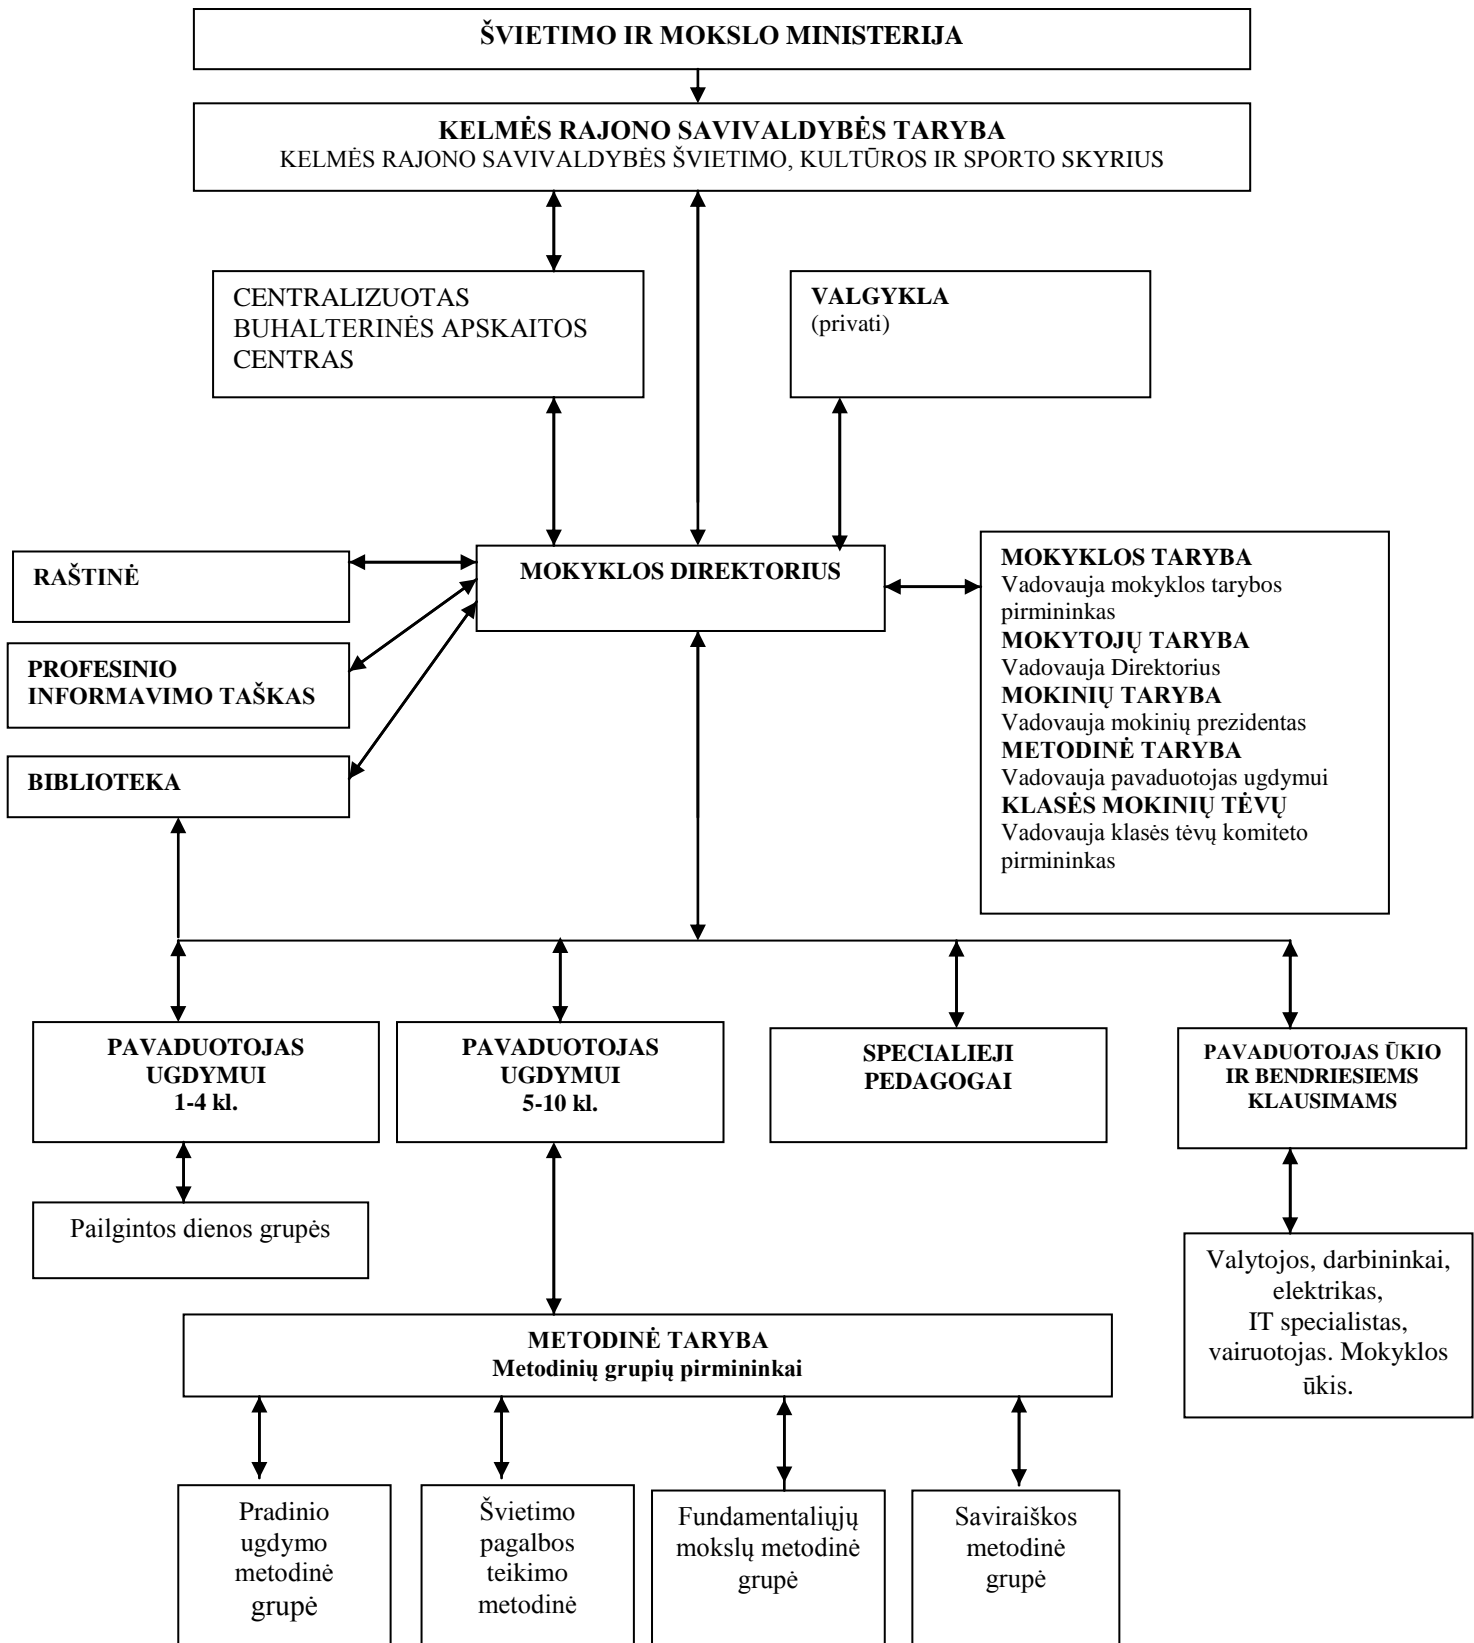 ŠVIETIMO IR MOKSLO MINISTERIJA
KELMĖS RAJONO SAVIVALDYBĖS TARYBA
KELMĖS RAJONO SAVIVALDYBĖS ŠVIETIMO, KULTŪROS IR SPORTO SKYRIUS
CENTRALIZUOTAS
BUHALTERINĖS APSKAITOS
CENTRAS
VALGYKLA
(privati)
RAŠTINĖ
PROFESINIO
INFORMAVIMO TAŠKAS
BIBLIOTEKA
MOKYKLOS DIREKTORIUS
MOKYKLOS TARYBA
Vadovauja mokyklos tarybos
pirmininkas
MOKYTOJŲ TARYBA
Vadovauja Direktorius
MOKINIŲ TARYBA
Vadovauja mokinių prezidentas
METODINĖ TARYBA
Vadovauja pavaduotojas ugdymui
KLASĖS MOKINIŲ TĖVŲ
Vadovauja klasės tėvų komiteto
pirmininkas
PAVADUOTOJAS
UGDYMUI
1-4 kl.
PAVADUOTOJAS
UGDYMUI
5-10 kl.
SPECIALIEJI
PEDAGOGAI
PAVADUOTOJAS ŪKIO
IR BENDRIESIEMS
KLAUSIMAMS
Pailgintos dienos grupės
Valytojos, darbininkai,
elektrikas,
IT specialistas,
vairuotojas. Mokyklos
ūkis.
METODINĖ TARYBA
Metodinių grupių pirmininkai
Pradinio
ugdymo
metodinė
grupė
Švietimo
pagalbos
teikimo
metodinė
Fundamentaliųjų
mokslų metodinė
grupė
Saviraiškos
metodinė
grupė